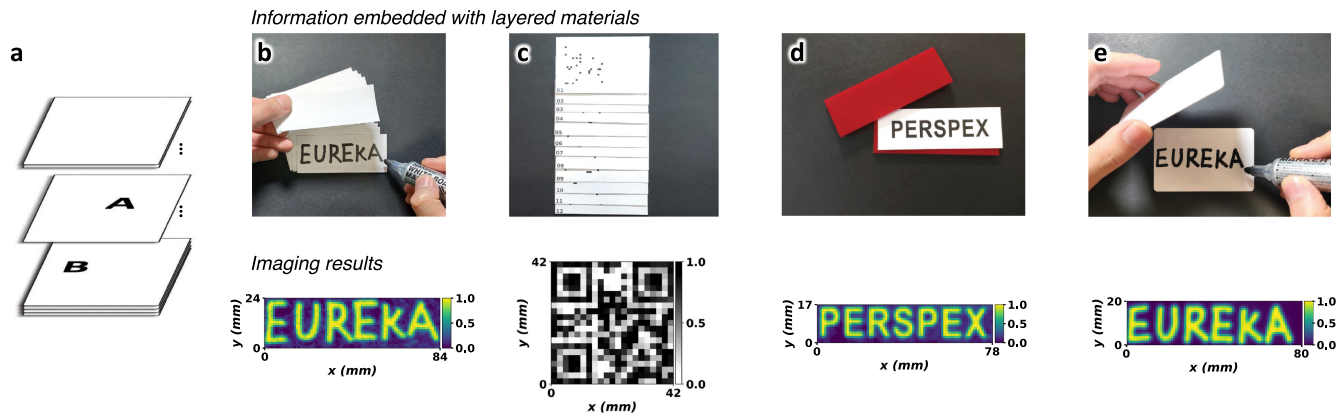 Information embedded with layered materials
a
b
c
d
e
A
B
EUREKA
WHITE BOARD
MARKER
01
02
03
04
05
06
07
08
09
10
11
12
PERSPEX
EUREKA
Imaging results
24
y (mm)
0
EUREKA
1.0
0.5
0.0
0
84
x (mm)
42
y (mm)
0
1.0
0.5
0.0
0
42
x (mm)
17
y (mm)
0
PERSPEX
1.0
0.5
0.0
0
78
x (mm)
20
y (mm)
0
EUREKA
1.0
0.5
0.0
0
80
x (mm)